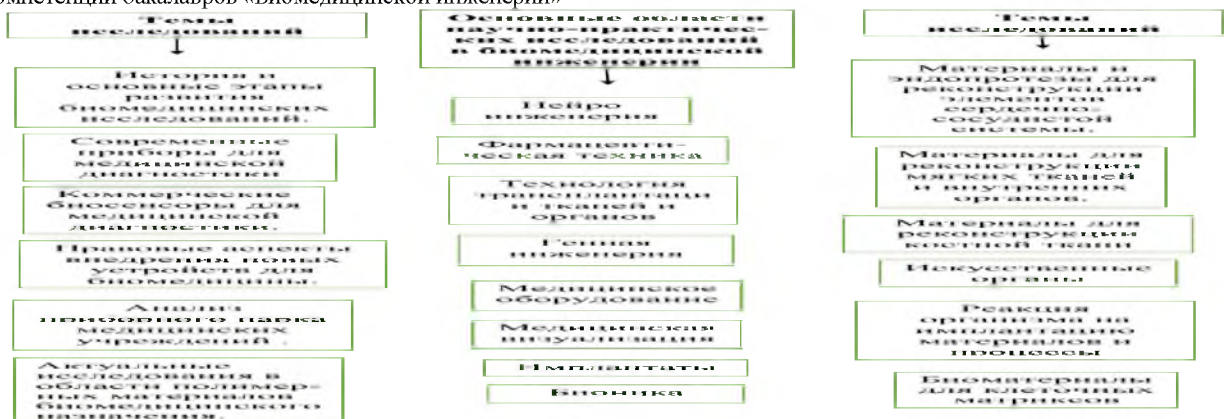 компетенции бакалавров «Биомедицинской инженерии»
Темы
исследований
История и
основные этапы
развития
биомедицинских
исследований.
Современные
приборы для
медицинской
диагностики
Коммерческие
биосенсоры для
медицинской
диагностики.
Правовые аспекты
внедрения новых
устройств для
биомедицины.
Анализ
приборного парка
медицинских
учреждений .
Актуальные
исследования в
области полимер-
ных материалов
биомедицинского
назначения.
Основные области
научно-практичес-
ких исследований
в биомедицинской
инженерии
Нейро
инженерия
Фармацевти-
ческая техника
Технология
трансплантаци
и тканей и
органов
Генная
инженерия
Медицинское
оборудование
Медицинская
визуализация
Имплантаты
Бионика
Темы
исследований
Материалы и
эндопротезы для
реконструкции
элементов
сердечно-
сосудистой
системы.
Материалы для
реконструкции
мягких тканей
и внутренних
органов.
Материалы для
реконструкции
костной ткани
Искусственные
органы
Реакция
организма на
имплантацию
материалов и
процессы
Биоматериалы
для клеточных
матриксов